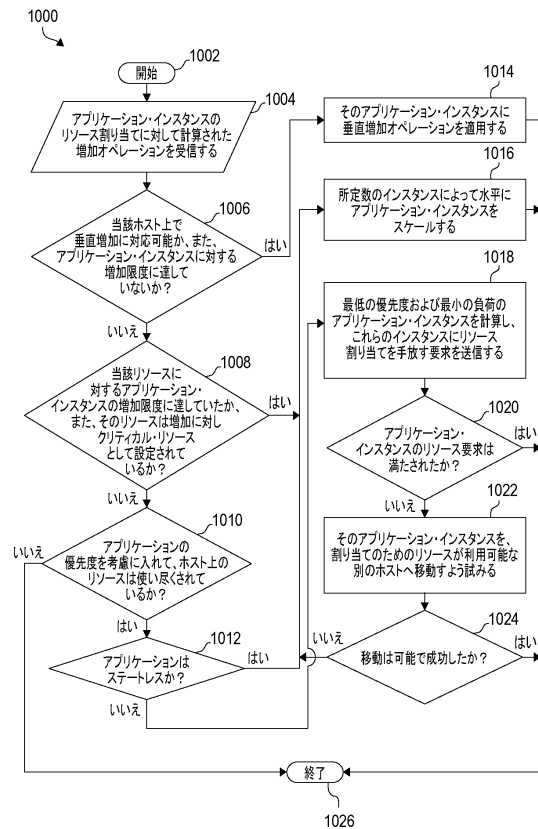 1000
開始
1002
アプリケーション・インスタンスの
リソース割り当てに対して計算された
増加オペレーションを受信する
1004
当該ホスト上で
垂直増加に対応可能か、また、
アプリケーション・インスタンスに対する
増加限度に達して
いないか？
1006
はい
いいえ
当該リソースに
対するアプリケーション・
インスタンスの増加限度に達していたか、
また、そのリソースは増加に対し
クリティカル・リソース
として設定されて
いるか？
1008
はい
いいえ
アプリケーションの
優先度を考慮に入れて、ホスト上の
リソースは使い尽くされて
いるか？
1010
いいえ
はい
アプリケーションは
ステートレスか？
1012
はい
いいえ
1014
そのアプリケーション・インスタンスに
垂直増加オペレーションを適用する
1016
所定数のインスタンスによって水平に
アプリケーション・インスタンスを
スケールする
1018
最低の優先度および最小の負荷の
アプリケーション・インスタンスを計算し、
これらのインスタンスにリソース
割り当てを手放す要求を送信する
1020
アプリケーション・
インスタンスのリソース要求は
満たされたか？
はい
いいえ
1022
そのアプリケーション・インスタンスを、
割り当てのためのリソースが利用可能な
別のホストへ移動すよう試みる
1024
移動は可能で成功したか？
いいえ
はい
終了
1026